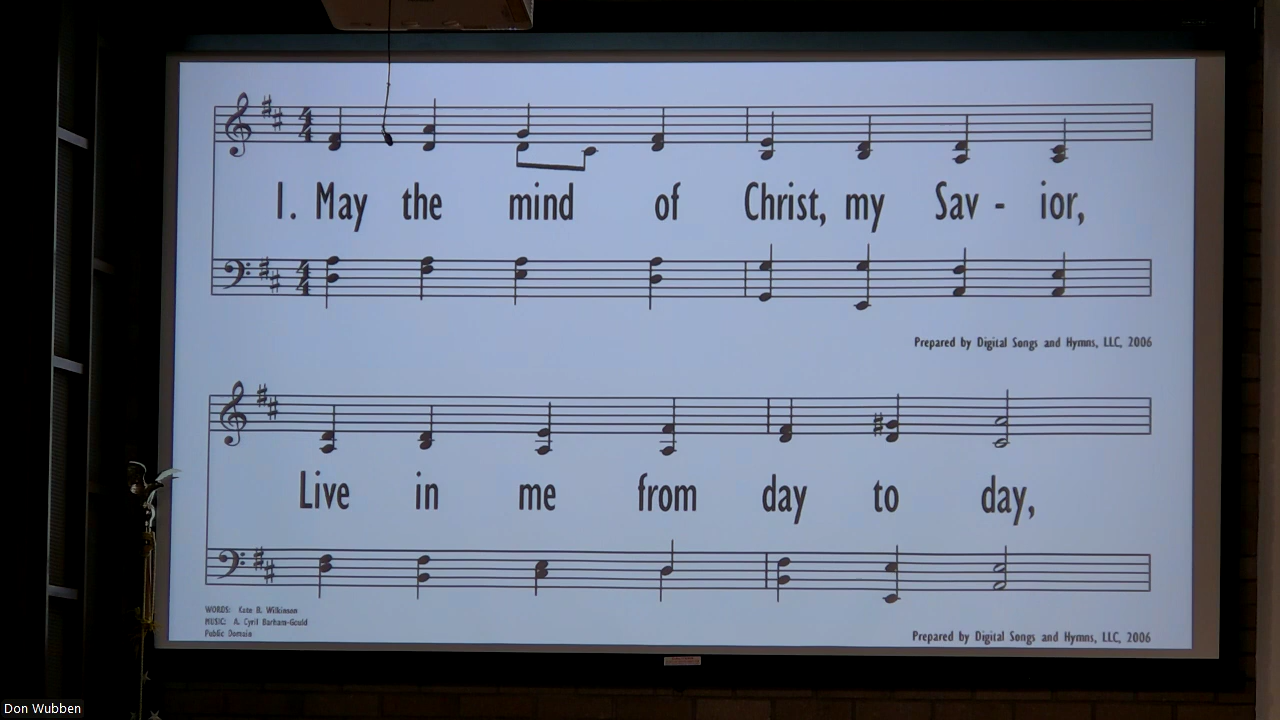 1. May the mind of Christ, my Sav - ior,
Prepared by Digital Songs and Hymns, LLC, 2006
Live in me from day to day,
WORDS: Kate B. Wilkinson
MUSIC: A. Cyril Barham-Gould
Public Domain
Prepared by Digital Songs and Hymns, LLC, 2006
Don Wubben